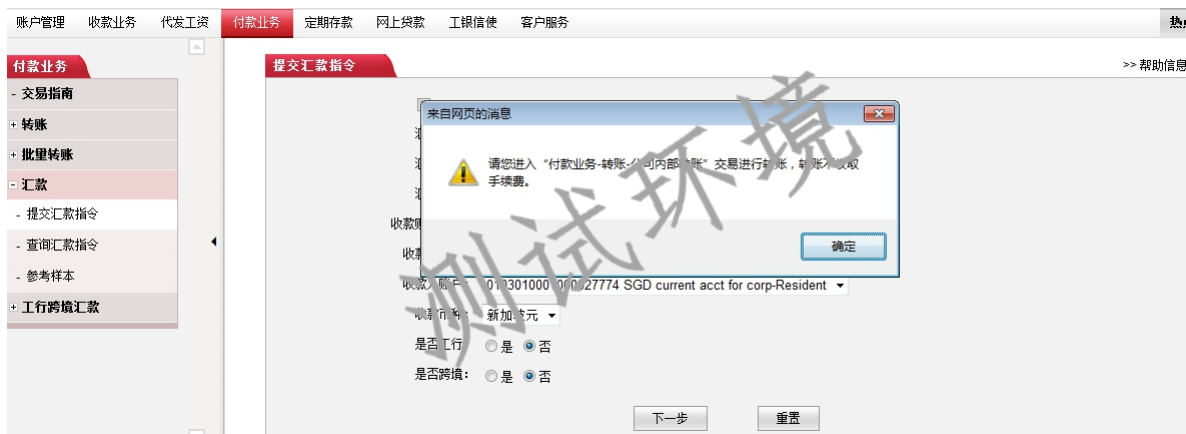 账户管理 收款业务 代发工资 付款业务 定期存款 网上贷款 工银信使 客户服务
付款业务
- 交易指南
+ 转账
+ 批里转账
- 汇款
- 提交汇款指令
- 查询汇款指令
- 参考样本
+ 工行跨境汇款
提交汇款指令
>> 帮助信息
来自网页的消息
请您进入“付款业务-转账-公司内部转账”交易进行转账，转账不收取
手续费。
确定
SGD current acct for corp-Resident
收款币种： 新加坡元
是否工行 是 否
是否跨境： 是 否
下一步 重置
测试环境